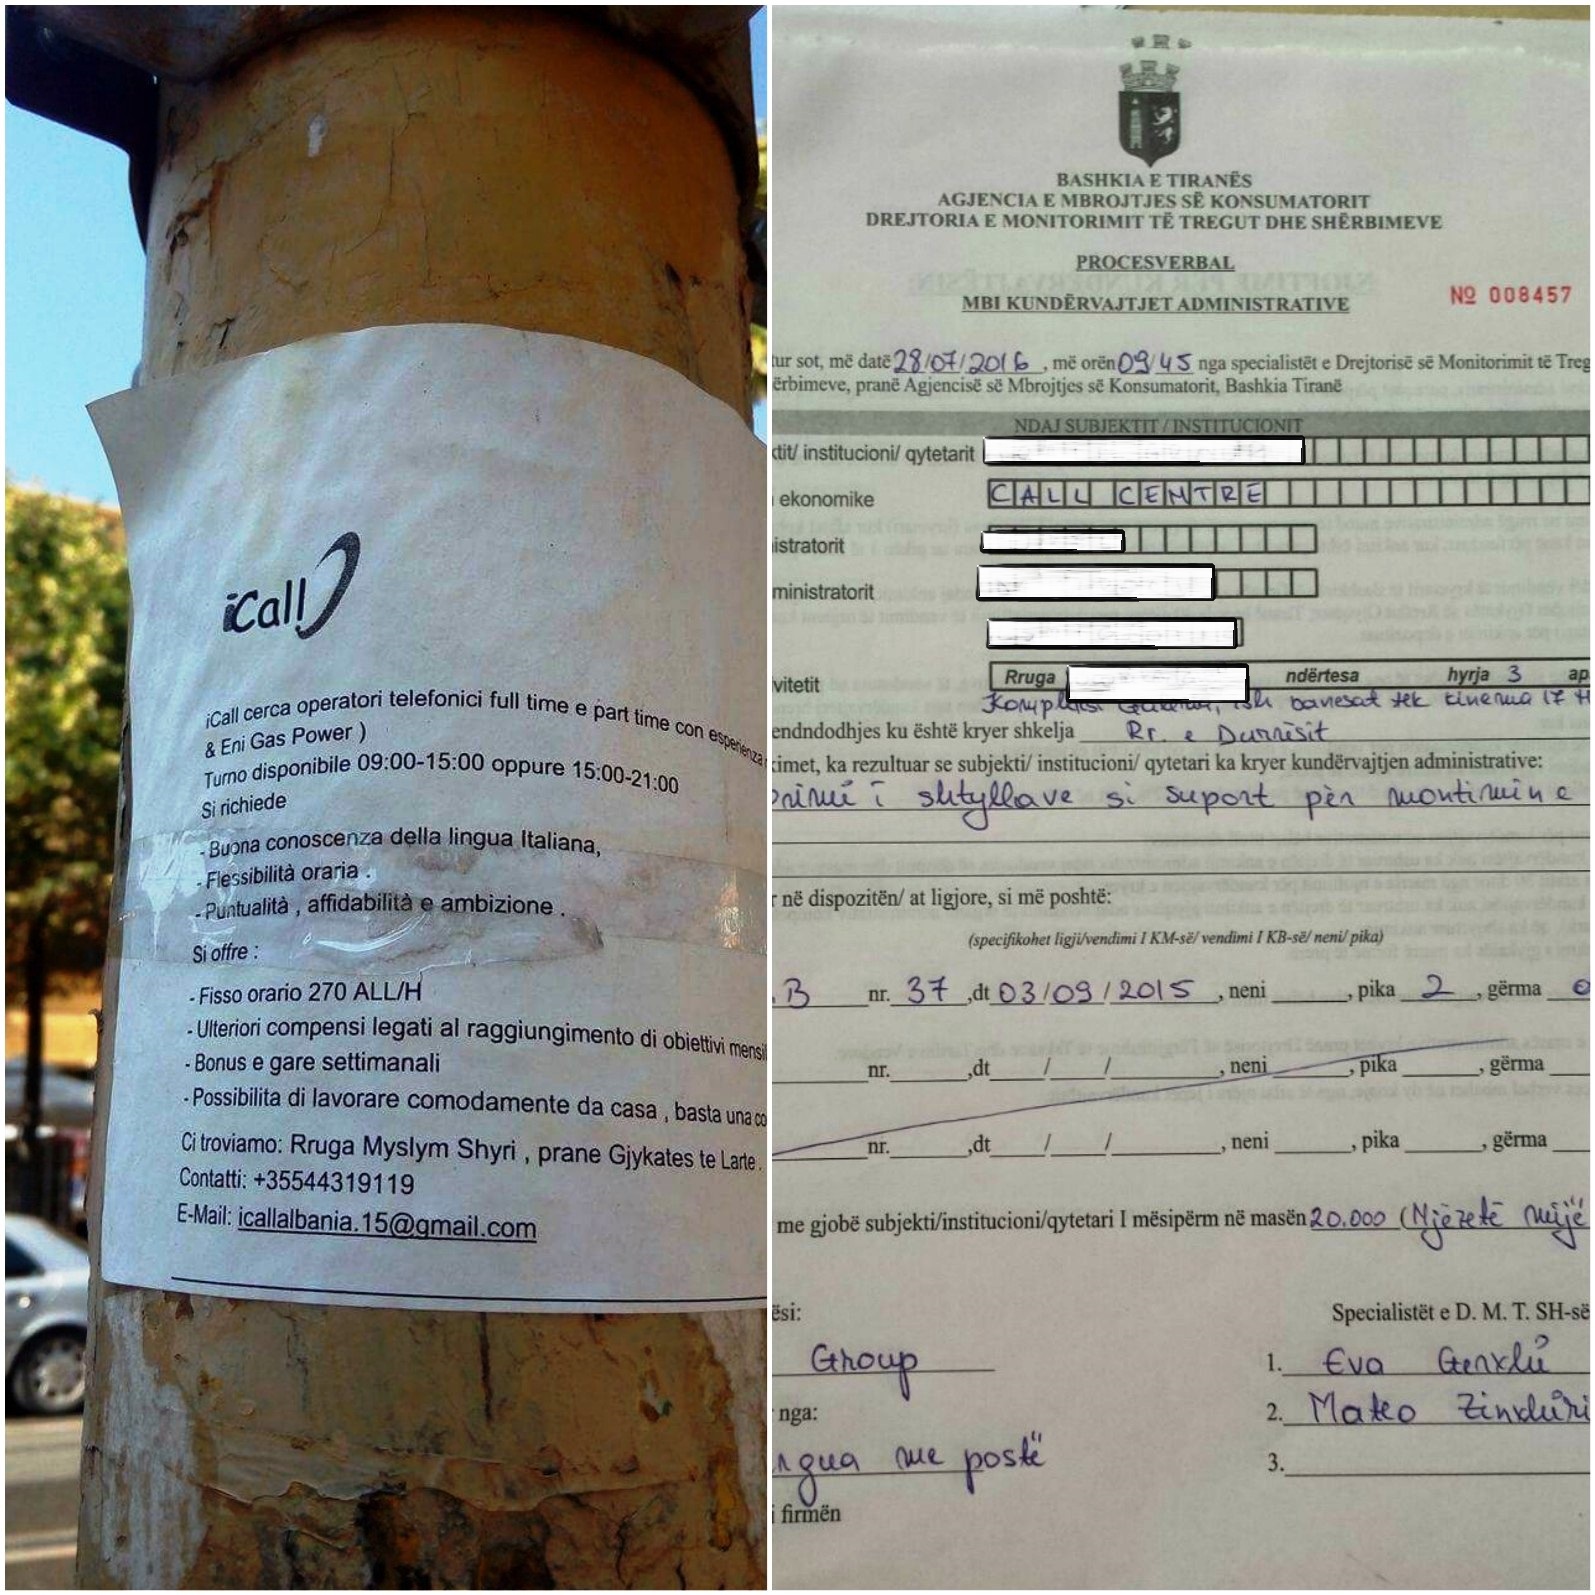 iCall
iCall cerca operatori telefonici full time e part time con esperienza
& Eni Gas Power )
Turno disponibile 09:00-15:00 oppure 15:00-21:00
Si richiede
- Buona conoscenza della lingua Italiana,
- Flessibilità oraria .
- Puntualità , affidabilità e ambizione .
Si offre :
- Fisso orario 270 ALL/H
- Ulteriori compensi legati al raggiungimento di obiettivi mensil
- Bonus e gare settimanali
- Possibilita di lavorare comodamente da casa , basta una co
Ci troviamo: Rruga Myslym Shyri , prane Gjykates te Larte .
Contatti: +35544319119
E-Mail: icallalbania.15@gmail.com
BASHKIA E TIRANËS
AGJENCIA E MBROJTJES SË KONSUMATORIT
DREJTORIA E MONITORIMIT TË TREGUT DHE SHËRBIMEVE
PROCESVERBAL
MBI KUNDËRVAJTJET ADMINISTRATIVE
Nº 008457
tur sot, më datë 28/07/2016, më orën 09/45 nga specialistët e Drejtorisë së Monitorimit të Treg
ërbimeve, pranë Agjencisë së Mbrojtjes së Konsumatorit, Bashkia Tiranë
NDAJ SUBJEKTIT / INSTITUCIONIT
ktit/ institucioni/ qytetarit
ekonomike CALL CENTRE
istratorit
ministratorit
vitetit Rruga ndërtesa hyrja 3 ap
banesat tek kinema 17 H
endndodhjes ku është kryer shkelja Rr. e Durrësit
kimet, ka rezultuar se subjekti/ institucioni/ qytetari ka kryer kundërvajtjen administrative:
i shtyllave si suport për montimin e
r në dispozitën/ at ligjore, si më poshtë:
(specifikohet ligji/vendimi I KM-së/ vendimi I KB-së/ neni/ pika)
B nr. 37 ,dt 03/09/2015 , neni , pika 2 , gërma
nr. ,dt / / , neni , pika , gërma
nr. ,dt / / , neni , pika , gërma
me gjobë subjekti/institucioni/qytetari I mësipërm në masën 20.000 (Njëzetë mijë
ësi: Specialistët e D. M. T. SH-së
Group 1. Eva
nga: 2. Mateo
me postë 3.
i firmën